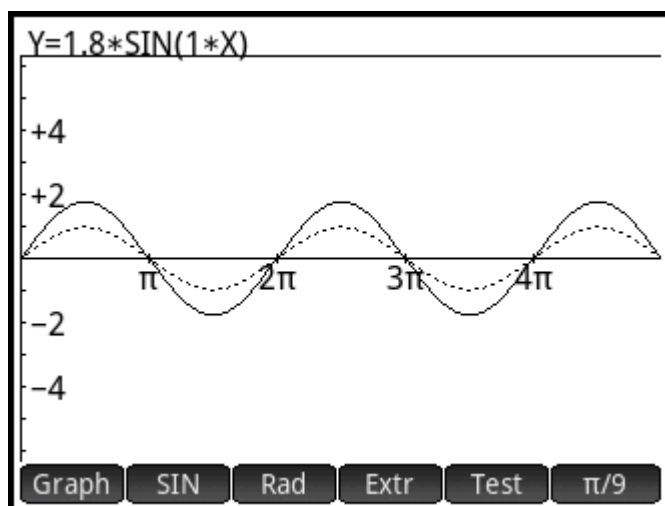 Y=1.8*SIN(1*X)
+4
+2
π 2π 3π 4π
−2
−4
Graph SIN Rad Extr Test π/9